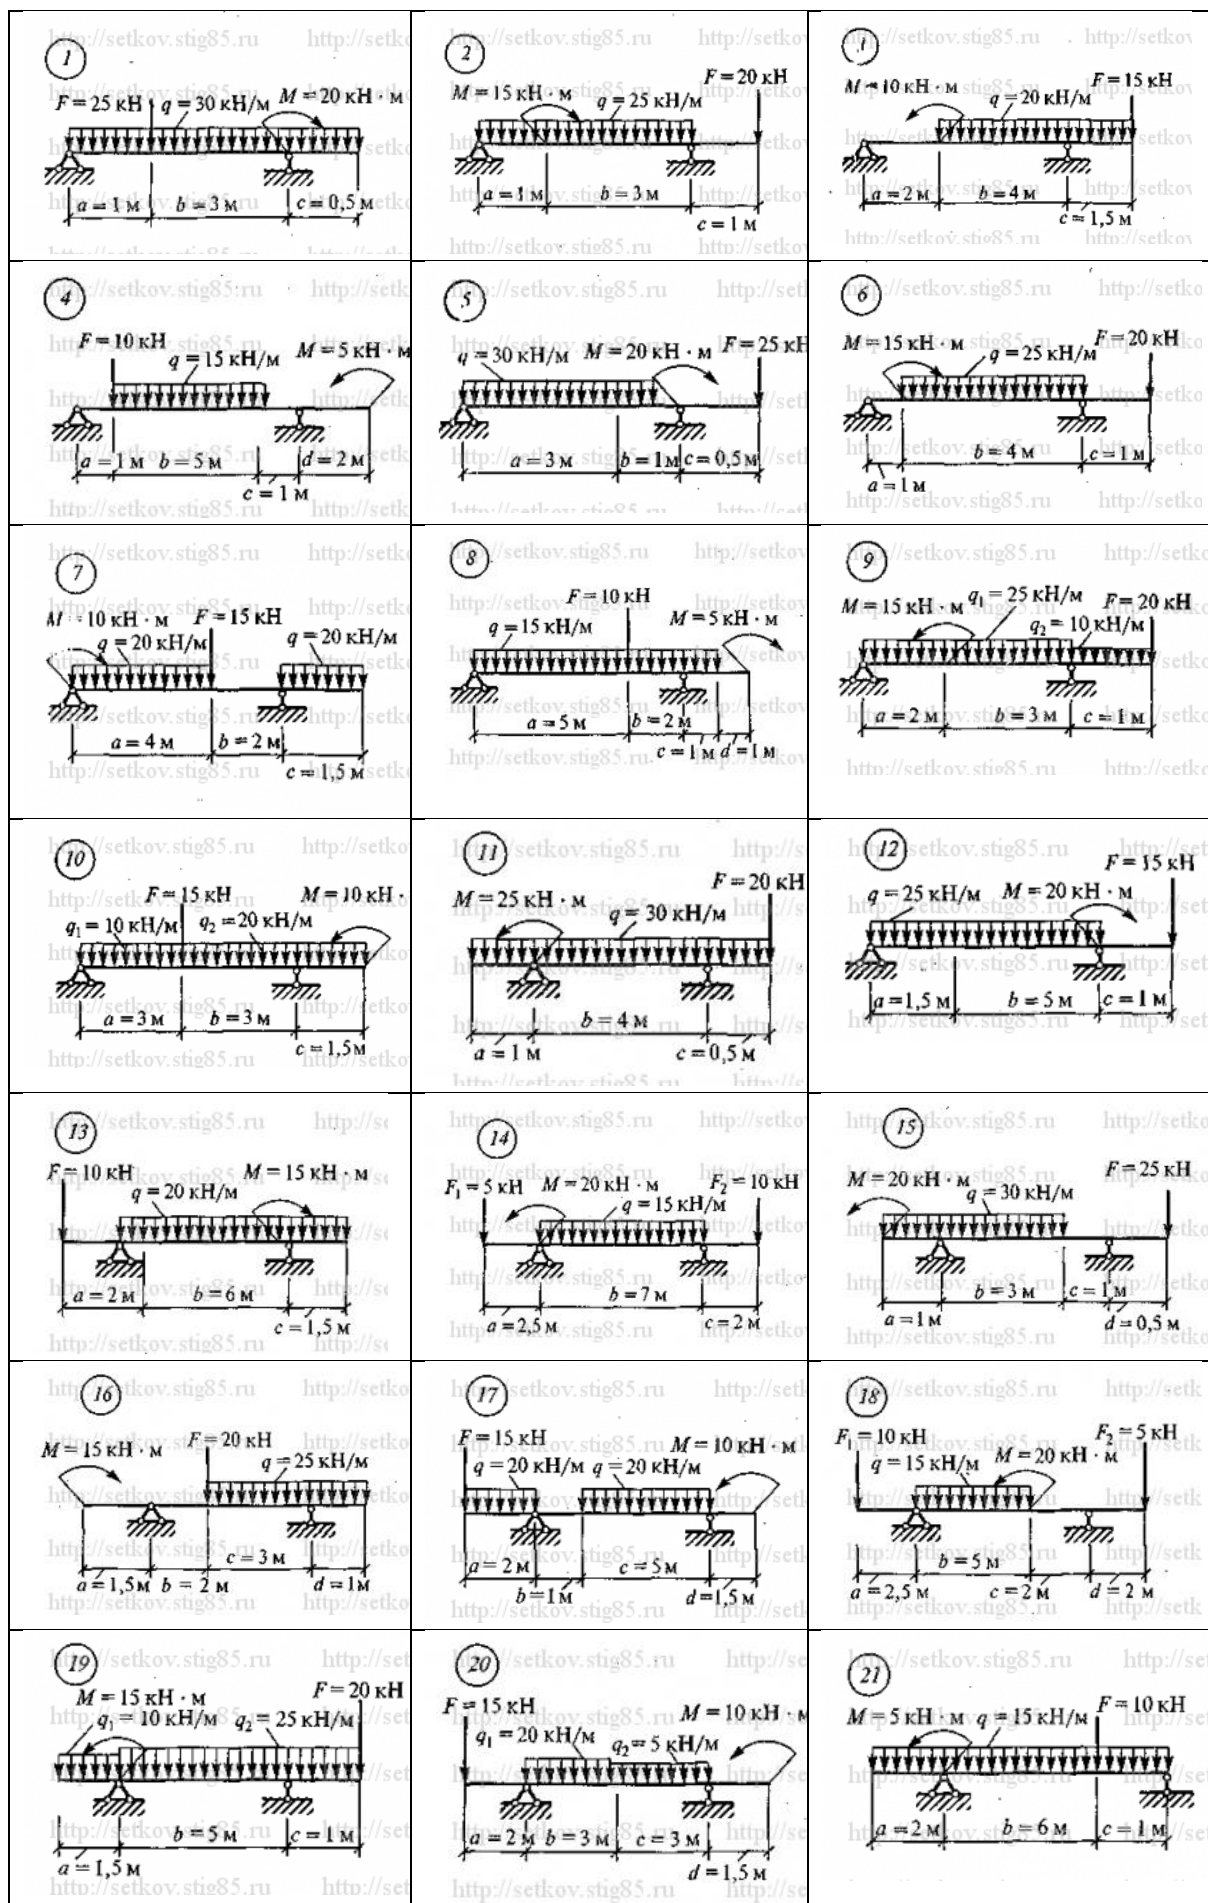 1
F = 25 кН q = 30 кН/м M = 20 кН · м
a = 1 м b = 3 м c = 0,5 м
2
F = 20 кН
M = 15 кН · м q = 25 кН/м
a = 1 м b = 3 м
c = 1 м
M = 10 кН · м F = 15 кН
q = 20 кН/м
a = 2 м b = 4 м
c = 1,5 м
4
F = 10 кН
q = 15 кН/м M = 5 кН · м
a = 1 м b = 5 м d = 2 м
c = 1 м
5
q = 30 кН/м M = 20 кН · м F = 25 кН
a = 3 м b = 1 м c = 0,5 м
6
M = 15 кН · м F = 20 кН
q = 25 кН/м
b = 4 м c = 1 м
a = 1 м
7
M = 10 кН · м F = 15 кН
q = 20 кН/м q = 20 кН/м
a = 4 м b = 2 м
c = 1,5 м
8
F = 10 кН
q = 15 кН/м M = 5 кН · м
a = 5 м b = 2 м
c = 1 м d = 1 м
9
M = 15 кН · м q₁ = 25 кН/м F = 20 кН
q₂ = 10 кН/м
a = 2 м b = 3 м c = 1 м
10
F = 15 кН M = 10 кН ·
q₁ = 10 кН/м q₂ = 20 кН/м
a = 3 м b = 3 м
c = 1,5 м
11
F = 20 кН
M = 25 кН · м
q = 30 кН/м
b = 4 м
a = 1 м c = 0,5 м
12
F = 15 кН
q = 25 кН/м M = 20 кН · м
a = 1,5 м b = 5 м c = 1 м
13
F = 10 кН M = 15 кН · м
q = 20 кН/м
a = 2 м b = 6 м
c = 1,5 м
14
F₁ = 5 кН M = 20 кН · м F₂ = 10 кН
q = 15 кН/м
b = 7 м
a = 2,5 м c = 2 м
15
F = 25 кН
M = 20 кН · м
q = 30 кН/м
b = 3 м c = 1 м
a = 1 м d = 0,5 м
16
M = 15 кН · м F = 20 кН
q = 25 кН/м
c = 3 м
a = 1,5 м b = 2 м d = 1 м
17
F = 15 кН M = 10 кН · м
q = 20 кН/м q = 20 кН/м
a = 2 м c = 5 м
b = 1 м d = 1,5 м
18
F₁ = 10 кН F₂ = 5 кН
q = 15 кН/м M = 20 кН · м
b = 5 м
a = 2,5 м c = 2 м d = 2 м
19
M = 15 кН · м F = 20 кН
q₁ = 10 кН/м q₂ = 25 кН/м
b = 5 м c = 1 м
a = 1,5 м
20
F = 15 кН M = 10 кН · м
q₁ = 20 кН/м q₂ = 5 кН/м
a = 2 м b = 3 м c = 3 м
d = 1,5 м
21
M = 5 кН · м q = 15 кН/м F = 10 кН
a = 2 м b = 6 м c = 1 м
http://setkov.stig85.ru